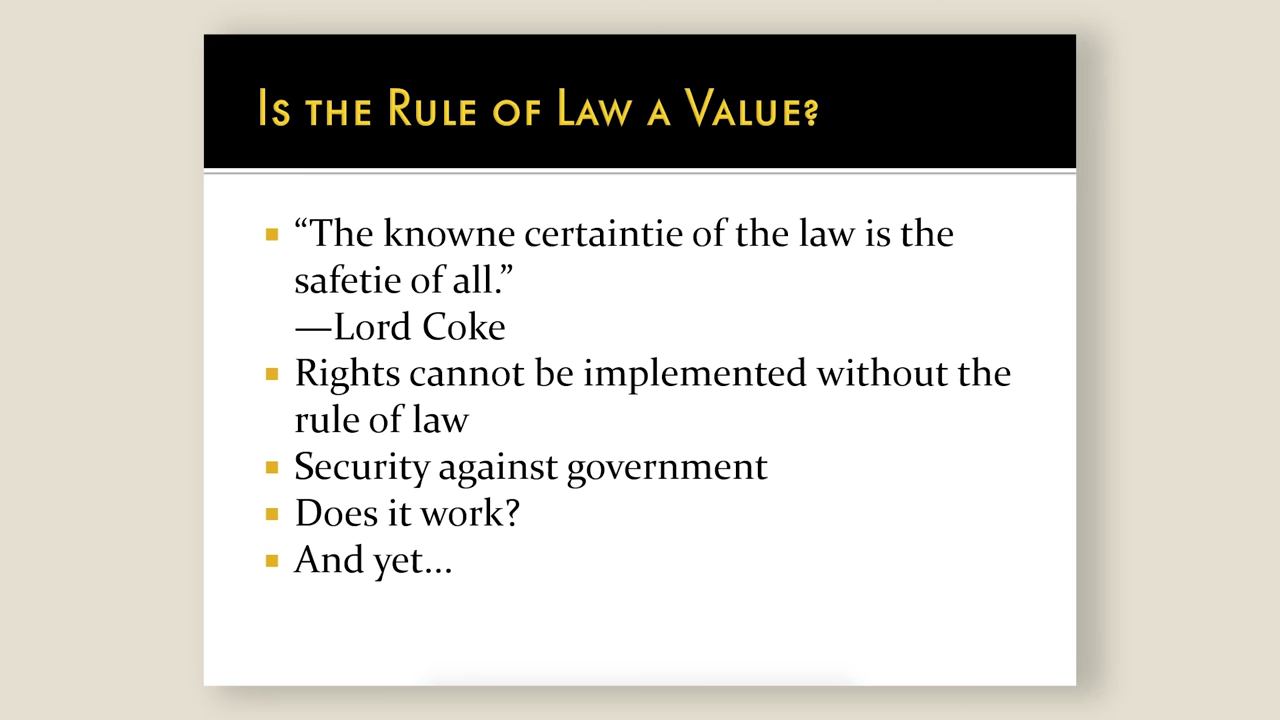 Is the Rule of Law a Value?
“The knowne certaintie of the law is the
safetie of all.”
—Lord Coke
Rights cannot be implemented without the
rule of law
Security against government
Does it work?
And yet...